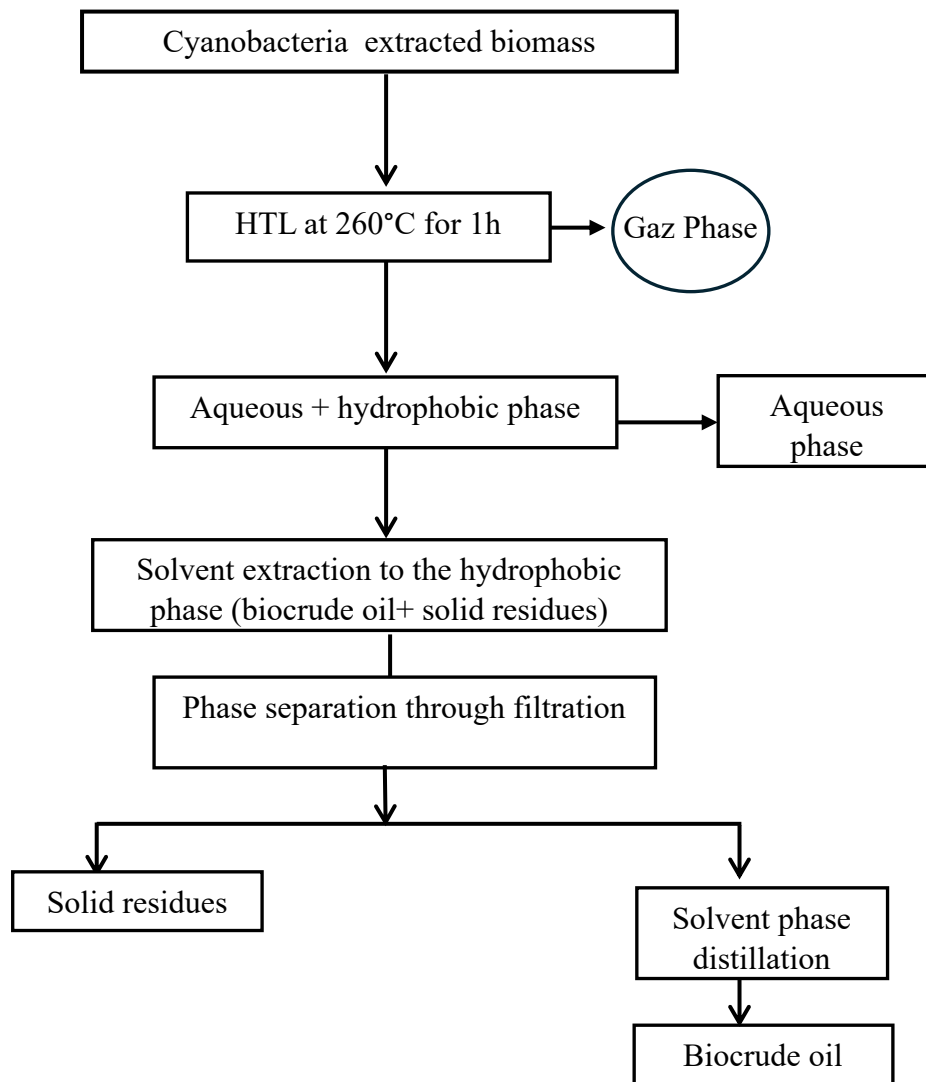 Cyanobacteria extracted biomass
HTL at 260°C for 1h
Gaz Phase
Aqueous + hydrophobic phase
Aqueous
phase
Solvent extraction to the hydrophobic
phase (biocrude oil+ solid residues)
Phase separation through filtration
Solid residues
Solvent phase
distillation
Biocrude oil